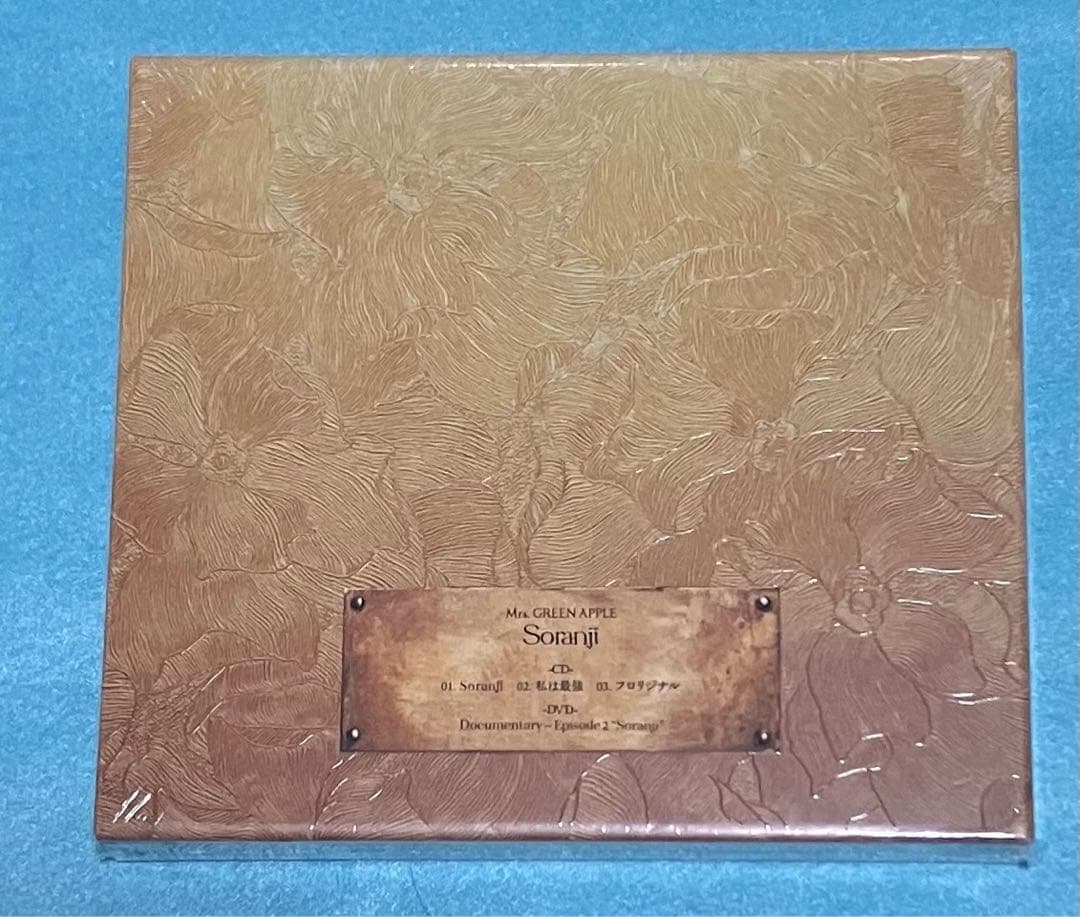 Mrs. GREEN APPLE
Soranji
-CD-
01. Soranji 02. 私は最強 03. フロリジナル
-DVD-
Documentary – Episode 2 "Soranji"